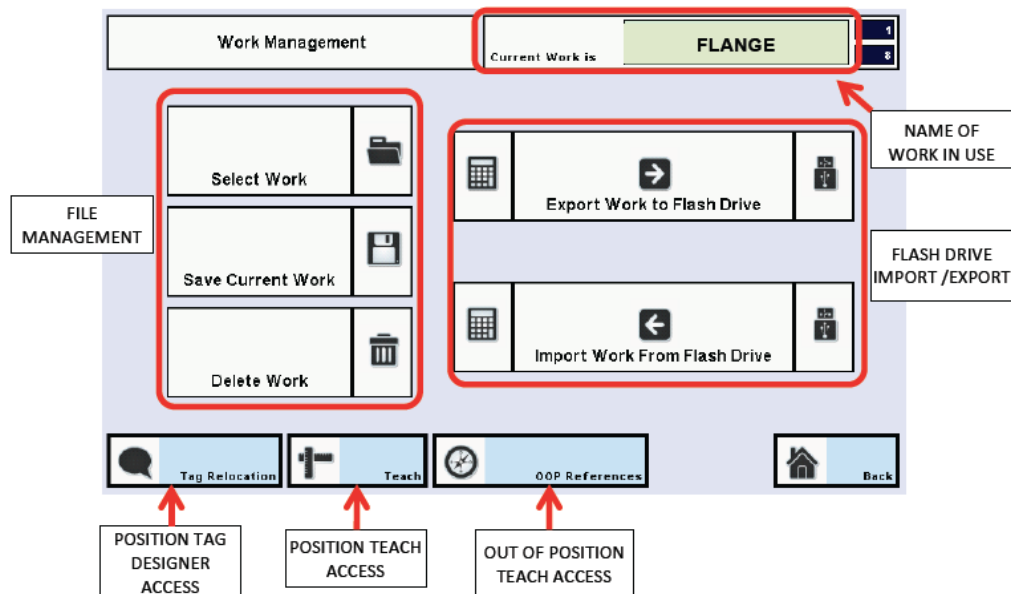 Work Management
Current Work is
FLANGE
1
8
NAME OF
WORK IN USE
Select Work
Save Current Work
Delete Work
FILE
MANAGEMENT
Export Work to Flash Drive
Import Work From Flash Drive
FLASH DRIVE
IMPORT /EXPORT
Tag Relocation
Teach
OOP References
Back
POSITION TAG
DESIGNER
ACCESS
POSITION TEACH
ACCESS
OUT OF POSITION
TEACH ACCESS